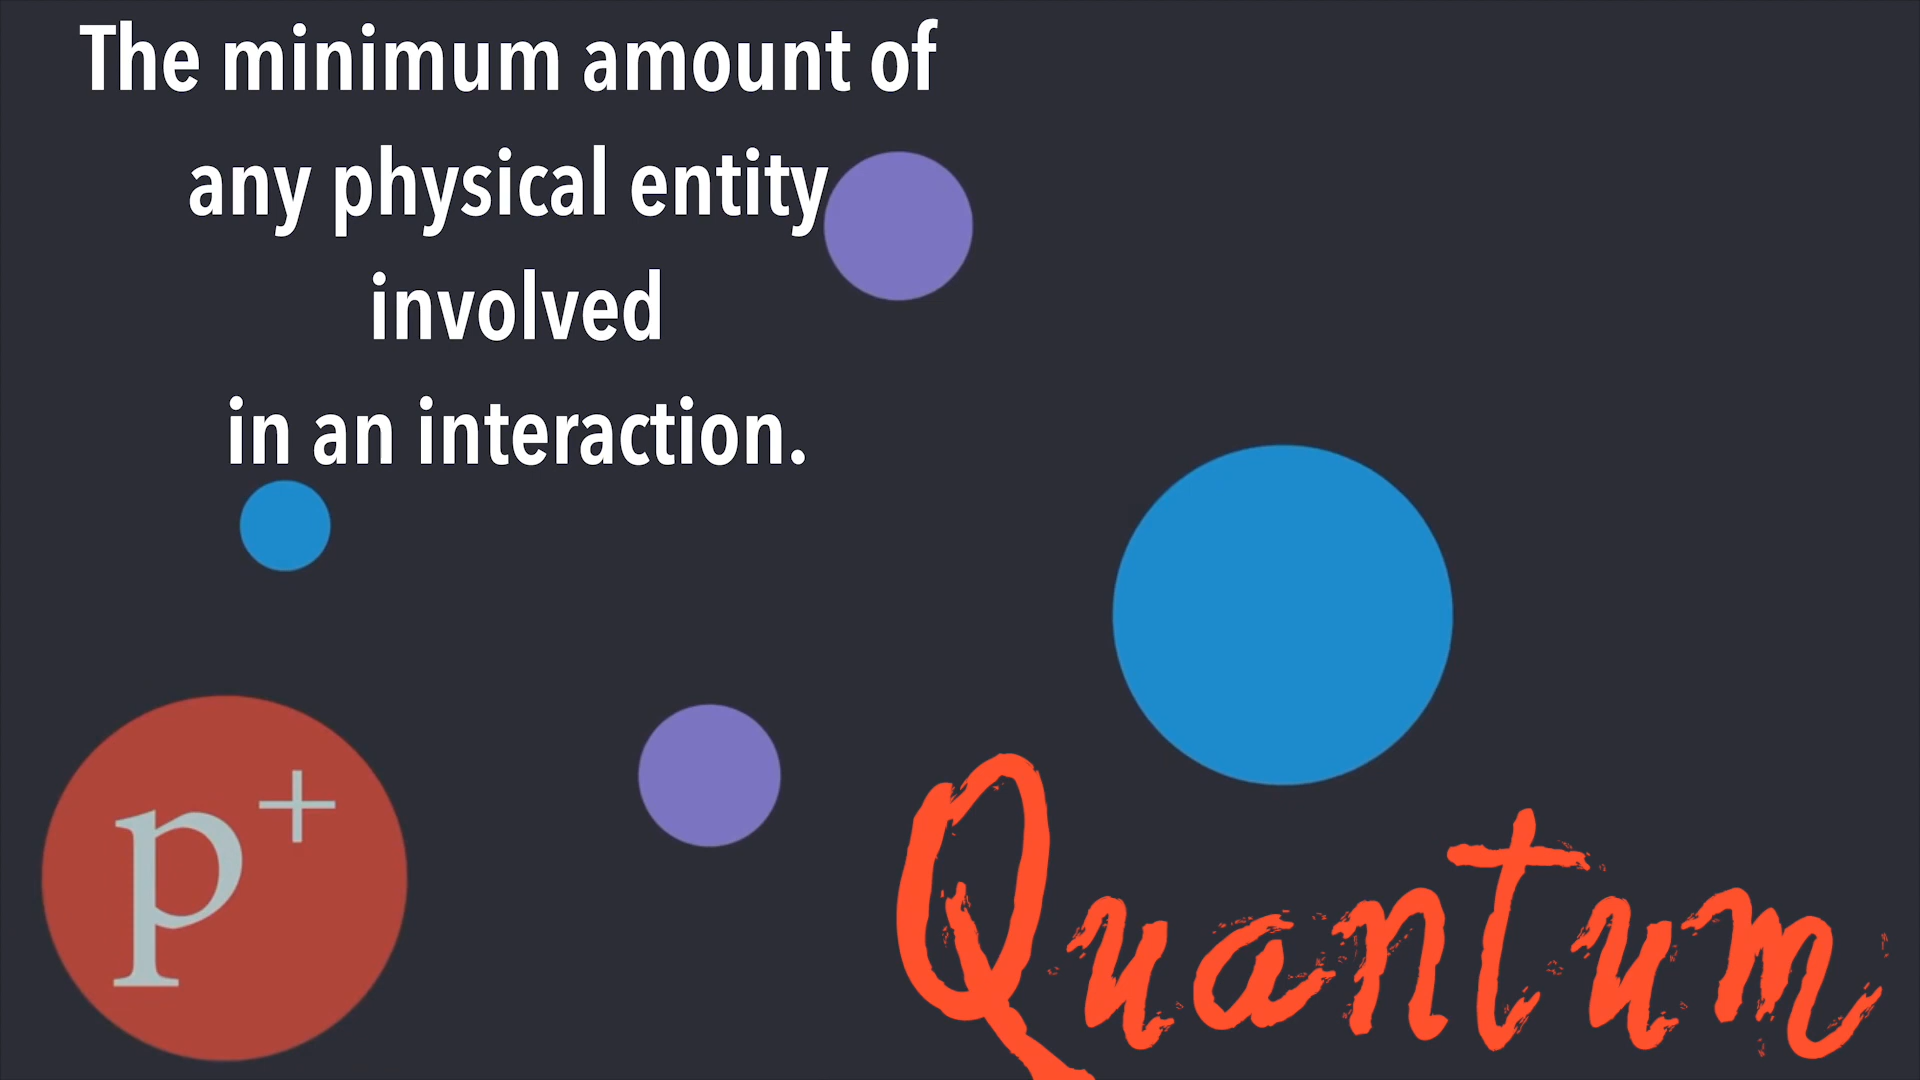 The minimum amount of
any physical entity
involved
in an interaction.
p+
Quantum